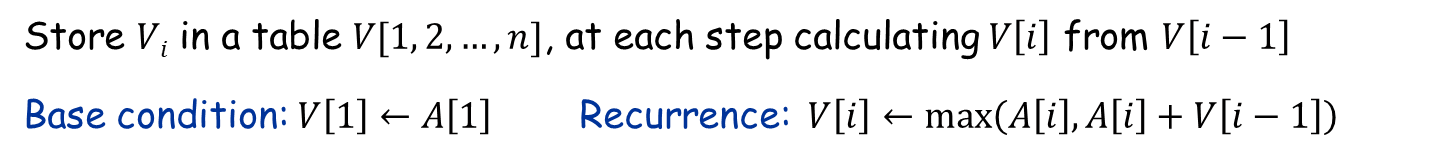 Store V_i in a table V[1, 2, …, n], at each step calculating V[i] from V[i − 1]
Base condition: V[1] ← A[1] Recurrence: V[i] ← max(A[i], A[i] + V[i − 1])